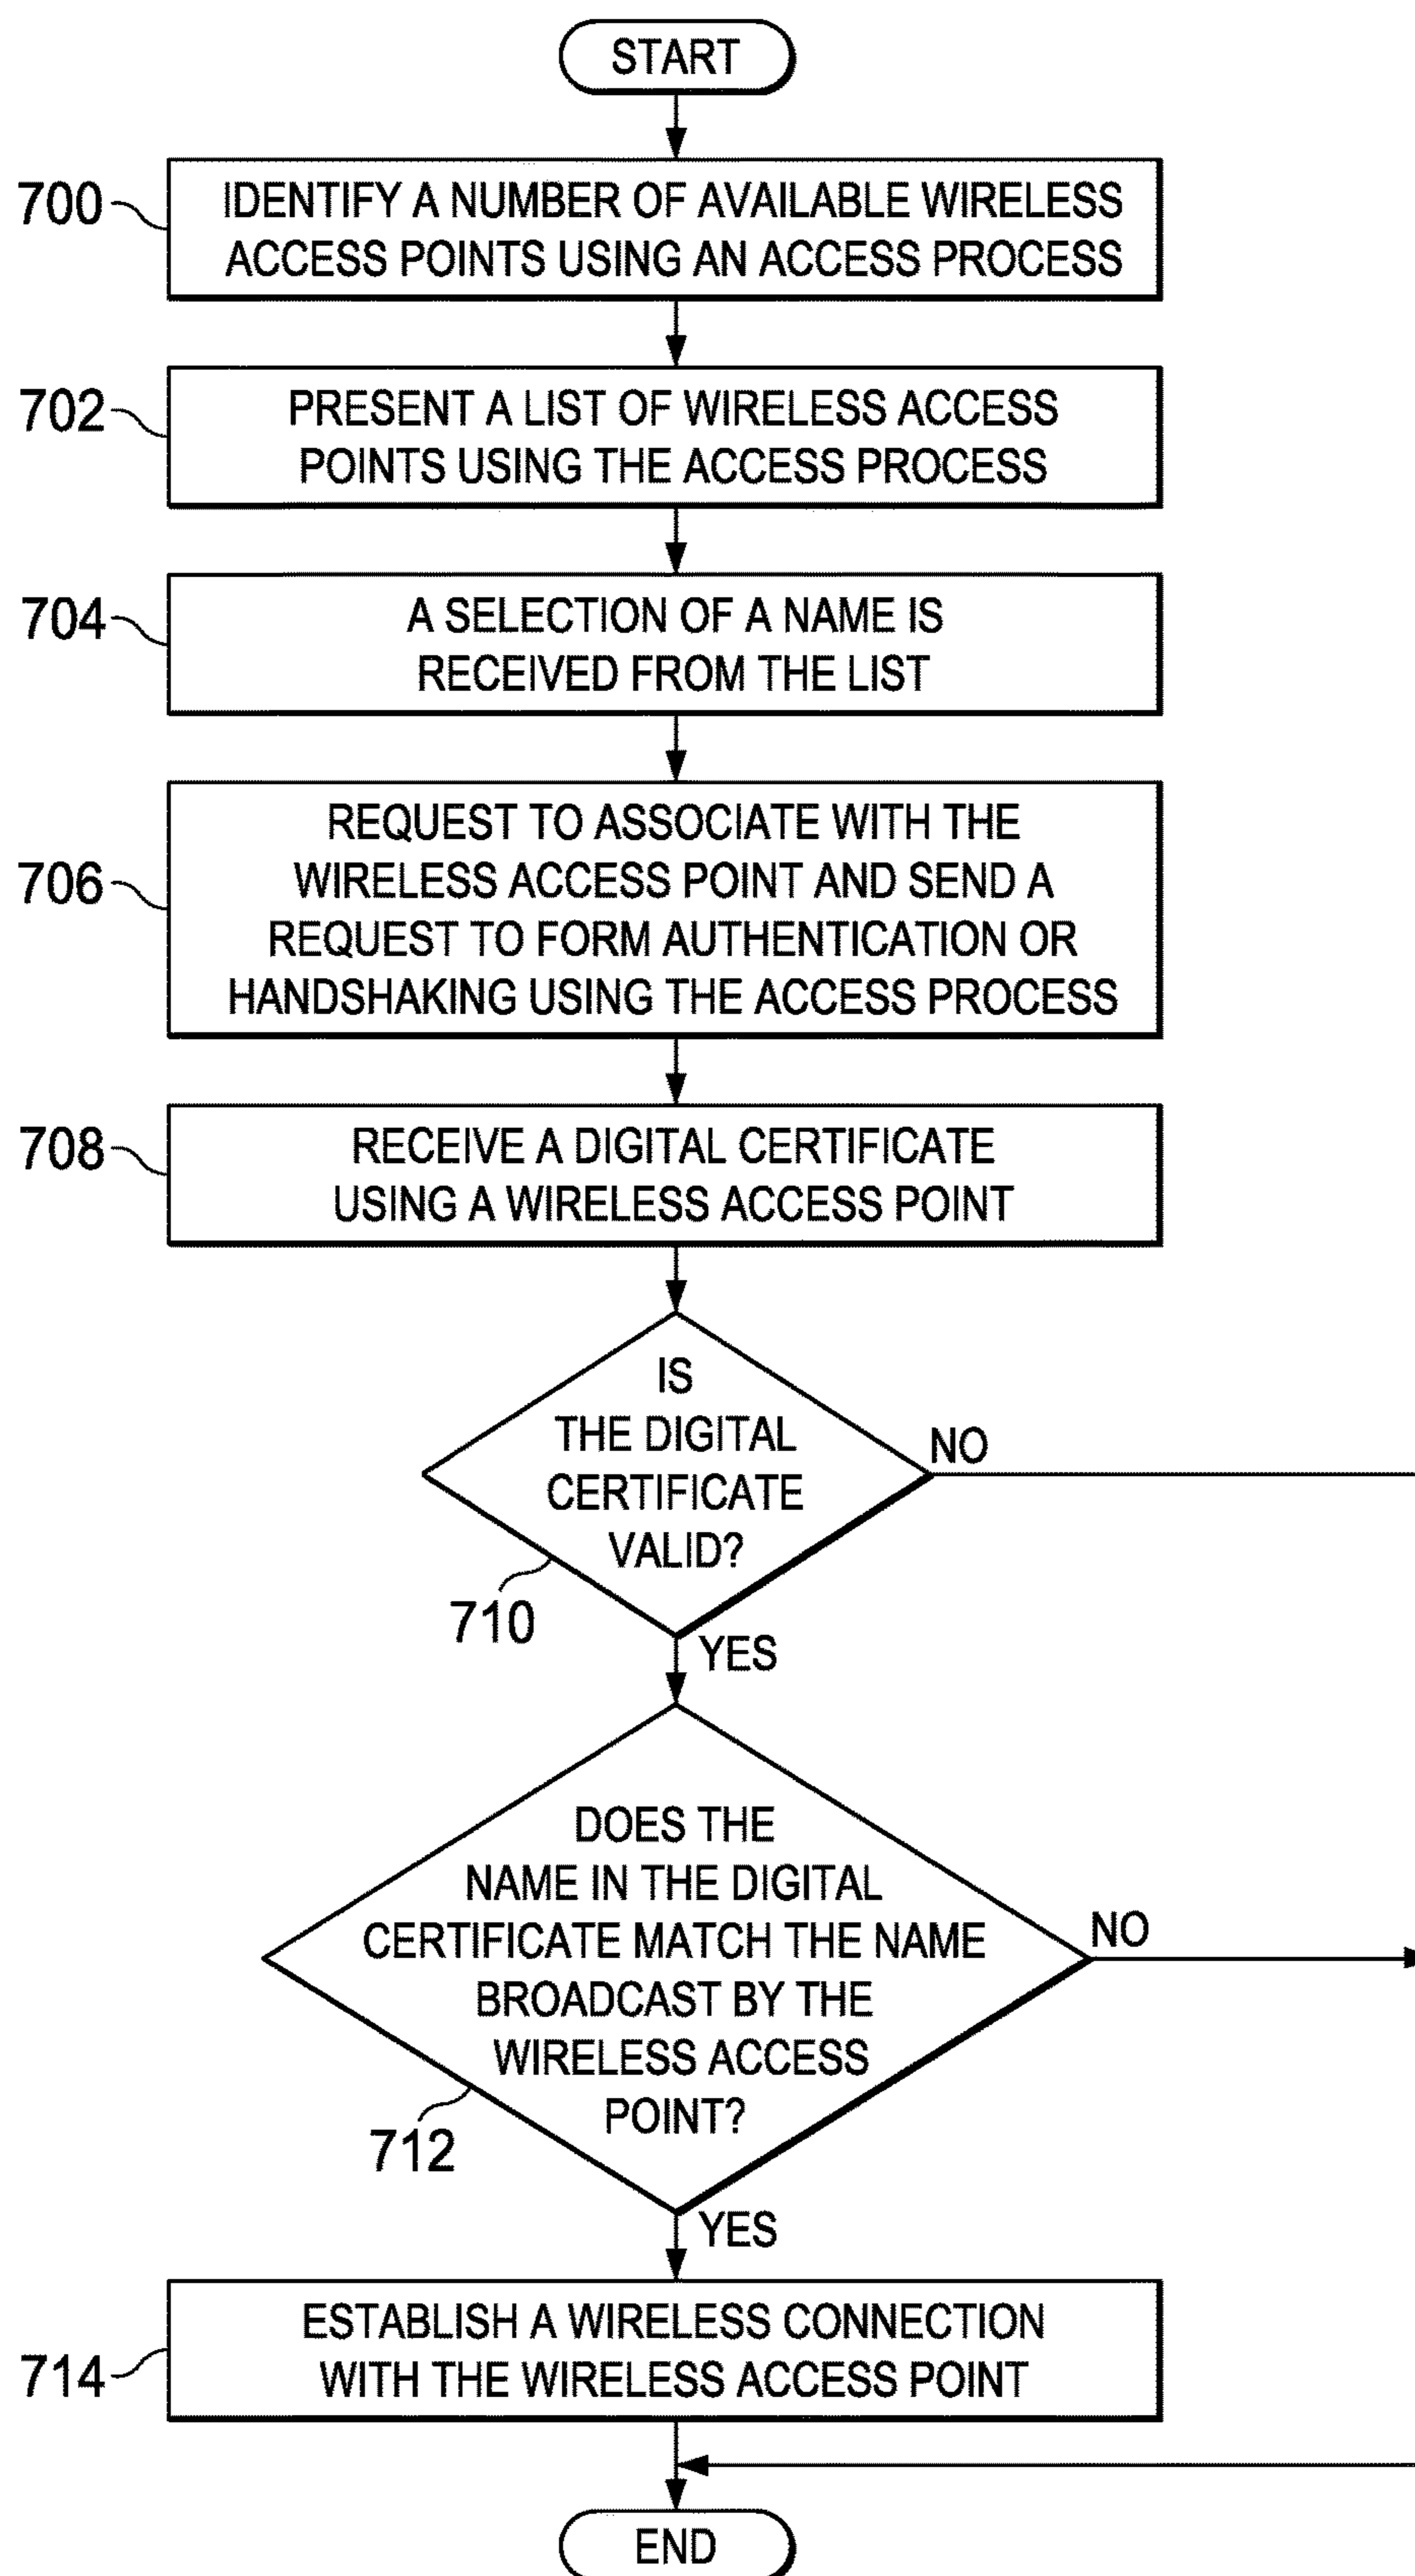 START
700
IDENTIFY A NUMBER OF AVAILABLE WIRELESS
ACCESS POINTS USING AN ACCESS PROCESS
702
PRESENT A LIST OF WIRELESS ACCESS
POINTS USING THE ACCESS PROCESS
704
A SELECTION OF A NAME IS
RECEIVED FROM THE LIST
706
REQUEST TO ASSOCIATE WITH THE
WIRELESS ACCESS POINT AND SEND A
REQUEST TO FORM AUTHENTICATION OR
HANDSHAKING USING THE ACCESS PROCESS
708
RECEIVE A DIGITAL CERTIFICATE
USING A WIRELESS ACCESS POINT
IS
THE DIGITAL
CERTIFICATE
VALID?
NO
710
YES
DOES THE
NAME IN THE DIGITAL
CERTIFICATE MATCH THE NAME
BROADCAST BY THE
WIRELESS ACCESS
POINT?
NO
712
YES
714
ESTABLISH A WIRELESS CONNECTION
WITH THE WIRELESS ACCESS POINT
END